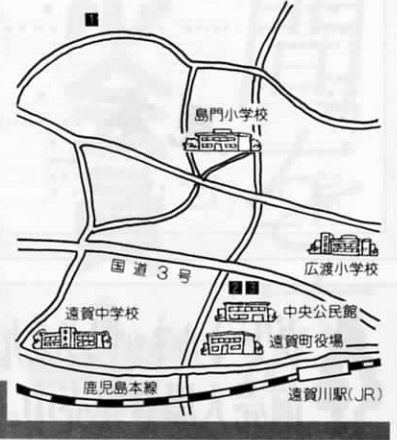 1
島門小学校
広渡小学校
国道3号
2 3
中央公民館
遠賀中学校
遠賀町役場
鹿児島本線
遠賀川駅(JR)